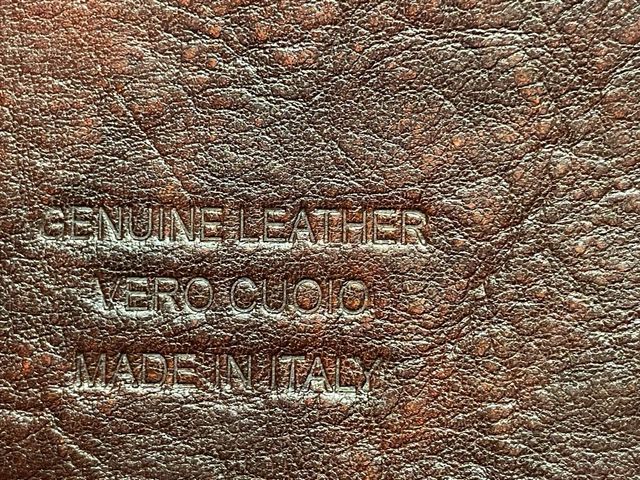 GENUINE LEATHER
VERO CUOIO
MADE IN ITALY